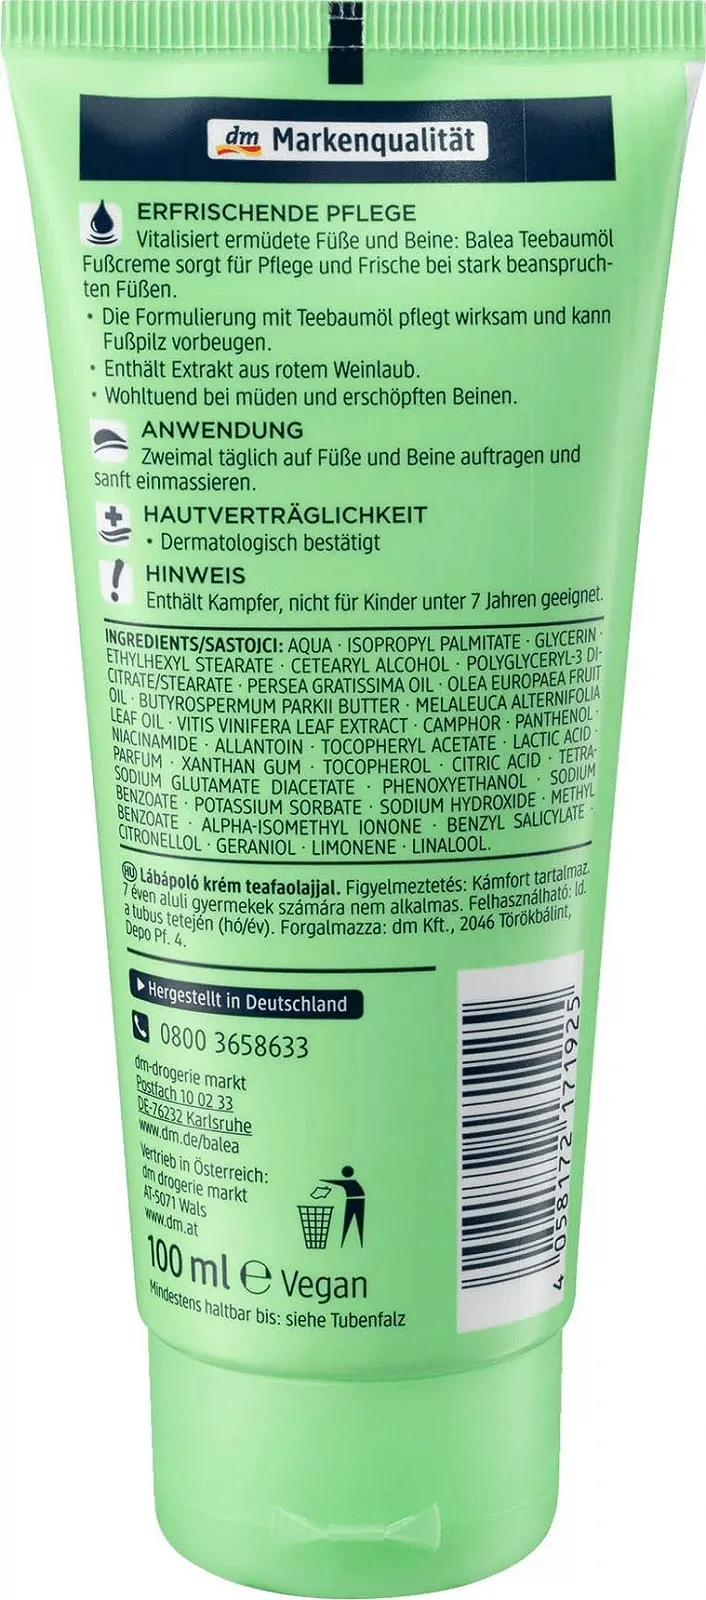 dm Markenqualität
ERFRISCHENDE PFLEGE
Vitalisiert ermüdete Füße und Beine: Balea Teebaumöl
Fußcreme sorgt für Pflege und Frische bei stark beanspruch-
ten Füßen.
• Die Formulierung mit Teebaumöl pflegt wirksam und kann
Fußpilz vorbeugen.
• Enthält Extrakt aus rotem Weinlaub.
• Wohltuend bei müden und erschöpften Beinen.
ANWENDUNG
Zweimal täglich auf Füße und Beine auftragen und
sanft einmassieren.
HAUTVERTRÄGLICHKEIT
• Dermatologisch bestätigt
HINWEIS
Enthält Kampfer, nicht für Kinder unter 7 Jahren geeignet.
INGREDIENTS/SASTOJCI: AQUA · ISOPROPYL PALMITATE · GLYCERIN ·
ETHYLHEXYL STEARATE · CETEARYL ALCOHOL · POLYGLYCERYL-3 DI-
CITRATE/STEARATE · PERSEA GRATISSIMA OIL · OLEA EUROPAEA FRUIT
OIL · BUTYROSPERMUM PARKII BUTTER · MELALEUCA ALTERNIFOLIA
LEAF OIL · VITIS VINIFERA LEAF EXTRACT · CAMPHOR · PANTHENOL ·
NIACINAMIDE · ALLANTOIN · TOCOPHERYL ACETATE · LACTIC ACID ·
PARFUM · XANTHAN GUM · TOCOPHEROL · CITRIC ACID · TETRA-
SODIUM GLUTAMATE DIACETATE · PHENOXYETHANOL · SODIUM
BENZOATE · POTASSIUM SORBATE · SODIUM HYDROXIDE · METHYL
BENZOATE · ALPHA-ISOMETHYL IONONE · BENZYL SALICYLATE ·
CITRONELLOL · GERANIOL · LIMONENE · LINALOOL.
HU Lábápoló krém teafaolajjal. Figyelmeztetés: Kámfort tartalmaz.
7 éven aluli gyermekek számára nem alkalmas. Felhasználható: ld.
a tubus tetején (hó/év). Forgalmazza: dm Kft., 2046 Törökbálint,
Depo Pf. 4.
Hergestellt in Deutschland
0800 3658633
dm-drogerie markt
Postfach 10 02 33
DE-76232 Karlsruhe
www.dm.de/balea
Vertrieb in Österreich:
dm drogerie markt
AT-5071 Wals
www.dm.at
100 ml ℮ Vegan
Mindestens haltbar bis: siehe Tubenfalz
4 058172 171925